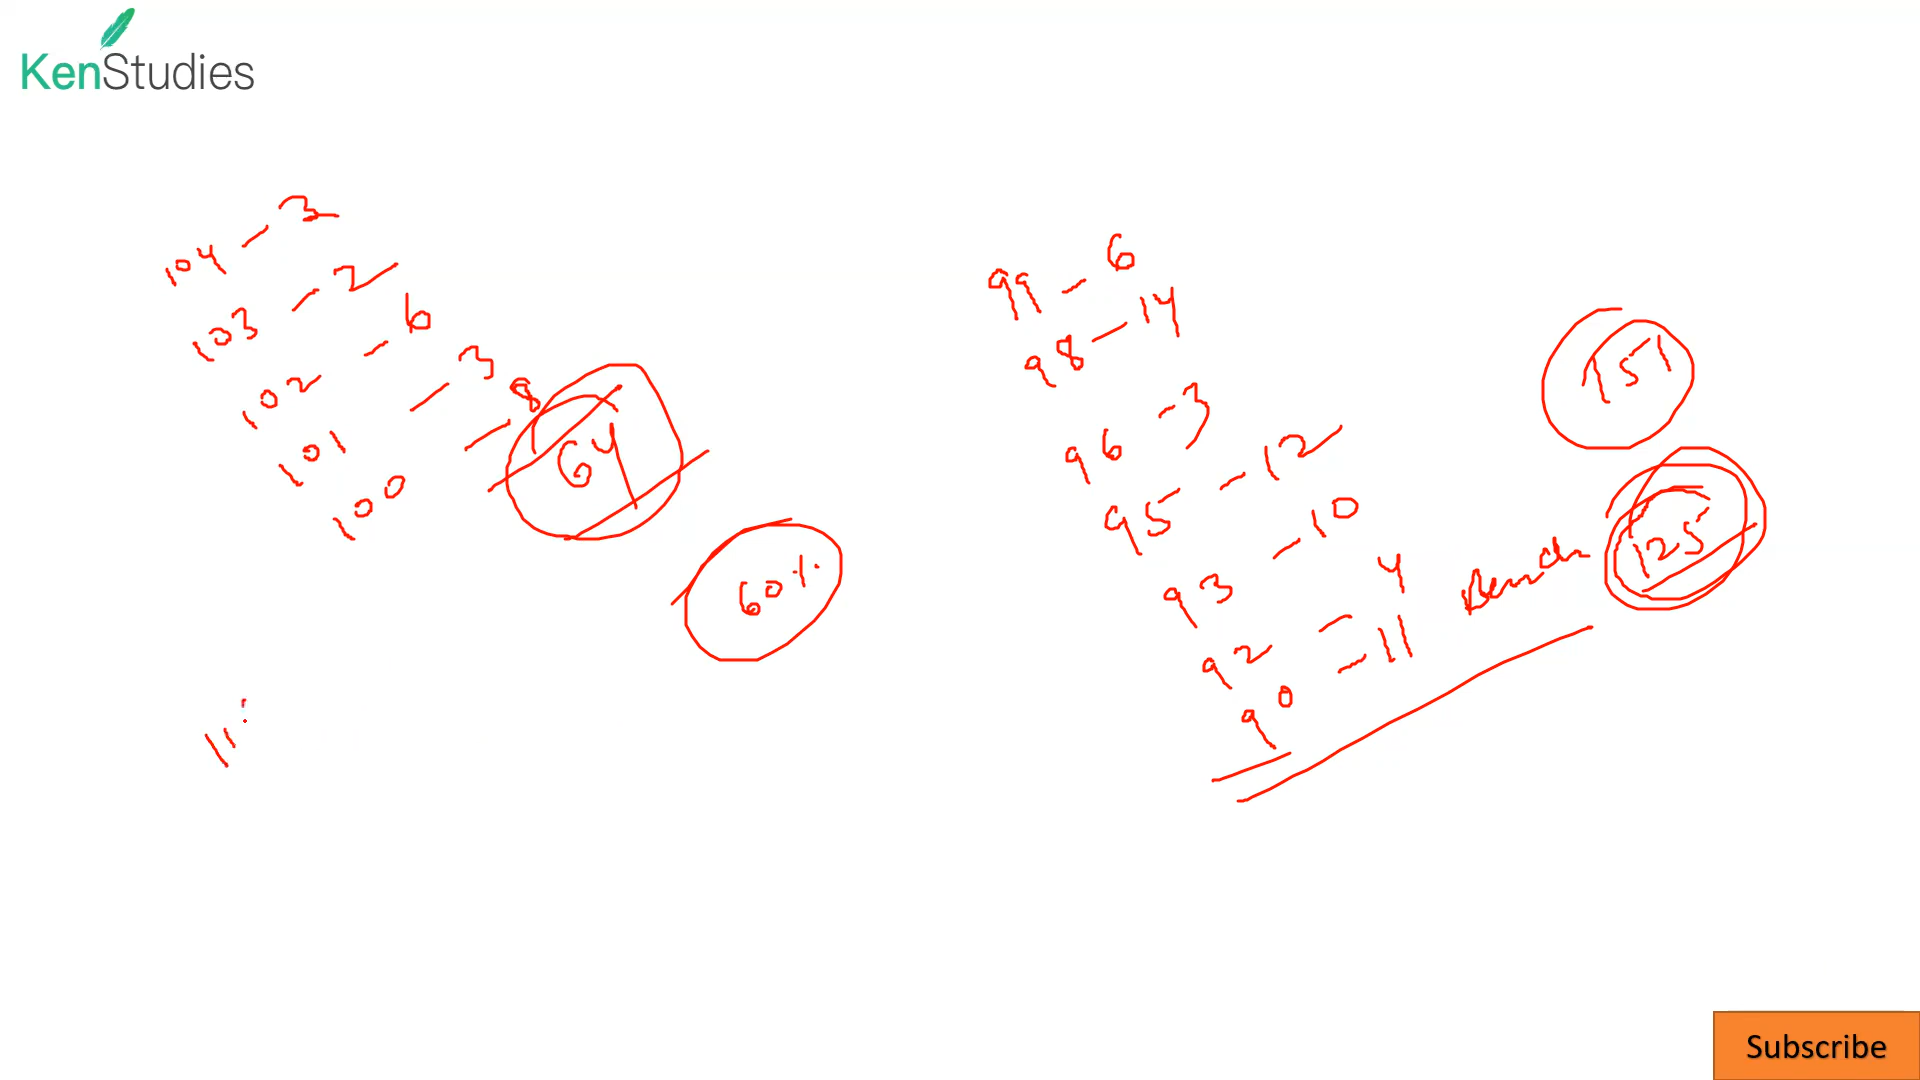 KenStudies
104 - 3
103 - 2
102 - 6
101 - 3
100 - 8
64
60%
11
99 - 6
98 - 14
96 - 3
95 - 12
93 - 10
92 - 4
90 - 11
151
125
Subscribe